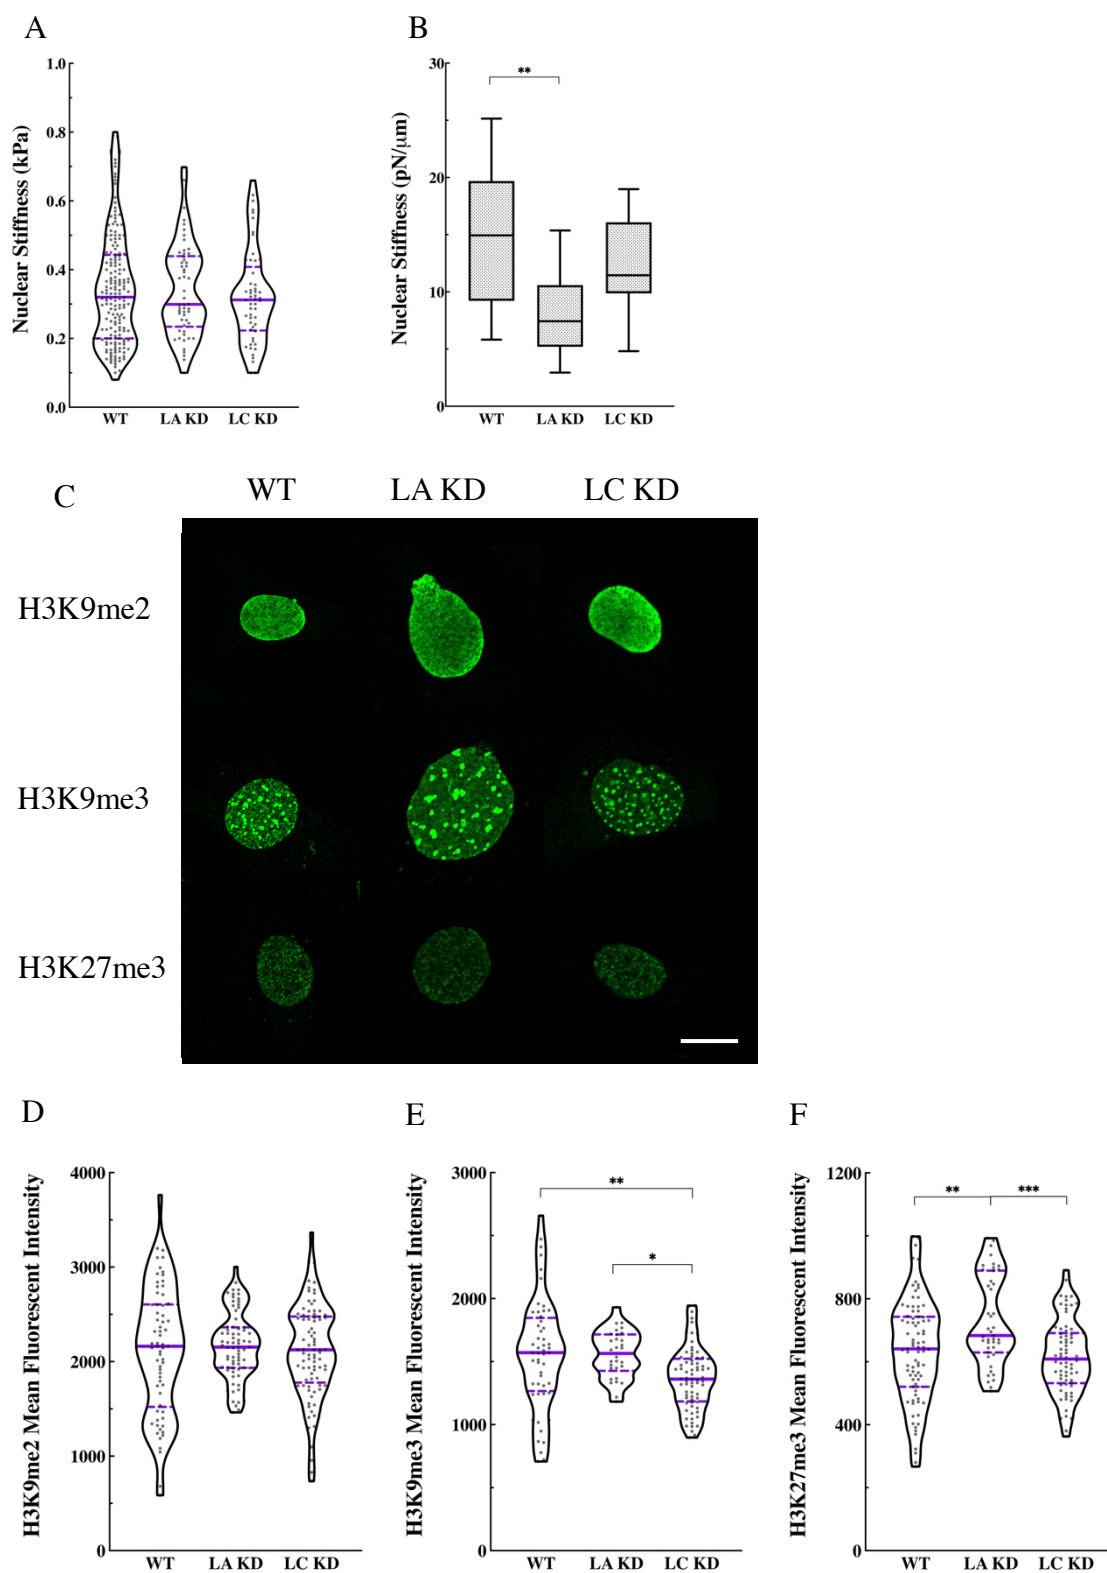 A
B
1.0
0.8
0.6
0.4
0.2
0.0
Nuclear Stiffness (kPa)
WT LA KD LC KD
30
20
10
0
Nuclear Stiffness (pN/μm)
**
WT LA KD LC KD
C
WT LA KD LC KD
H3K9me2
H3K9me3
H3K27me3
D
E
F
4000
3000
2000
1000
0
H3K9me2 Mean Fluorescent Intensity
WT LA KD LC KD
3000
2000
1000
0
H3K9me3 Mean Fluorescent Intensity
**
*
WT LA KD LC KD
1200
800
400
0
H3K27me3 Mean Fluorescent Intensity
** ***
WT LA KD LC KD